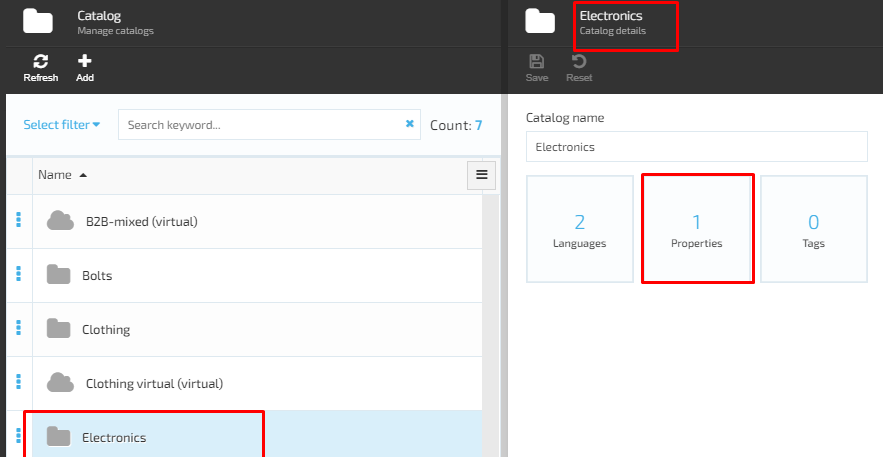 Catalog
Manage catalogs
Refresh
Add
Select filter
Search keyword...
Count: 7
Name
B2B-mixed (virtual)
Bolts
Clothing
Clothing virtual (virtual)
Electronics
Electronics
Catalog details
Save
Reset
Catalog name
Electronics
2
Languages
1
Properties
0
Tags